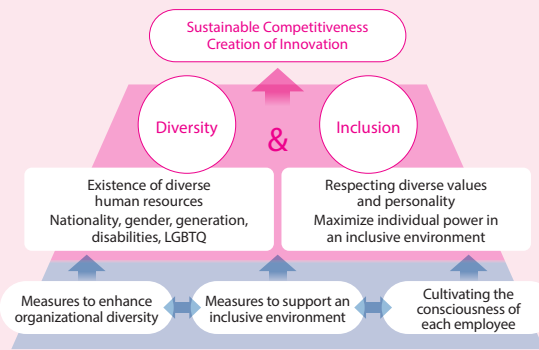 Sustainable Competitiveness
Creation of Innovation
Diversity
&
Inclusion
Existence of diverse
human resources
Nationality, gender, generation,
disabilities, LGBTQ
Respecting diverse values
and personality
Maximize individual power in
an inclusive environment
Measures to enhance
organizational diversity
Measures to support an
inclusive environment
Cultivating the
consciousness of
each employee